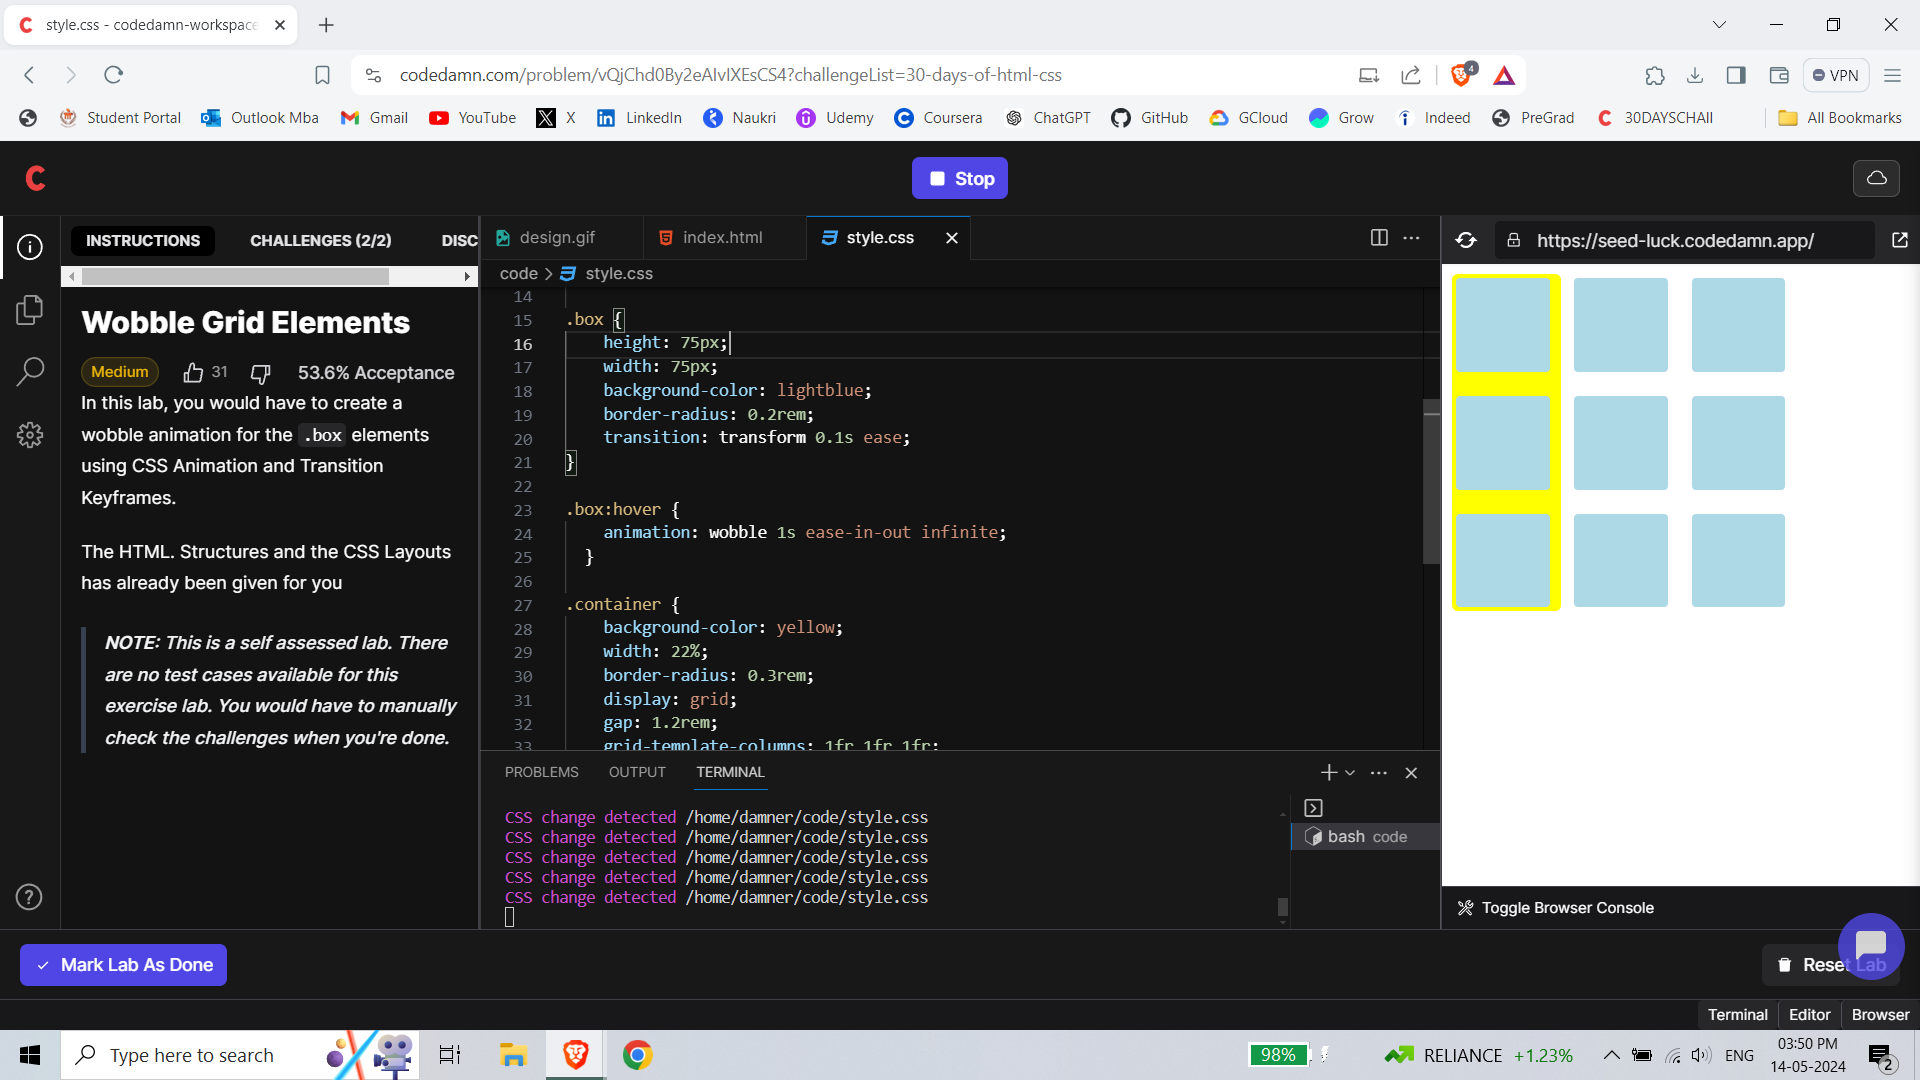 style.css - codedamn-workspace
codedamn.com/problem/vQjChd0By2eAIvIXEsCS4?challengeList=30-days-of-html-css
4
VPN
Student Portal
Outlook Mba
Gmail
YouTube
X
LinkedIn
Naukri
Udemy
Coursera
ChatGPT
GitHub
GCloud
Grow
Indeed
PreGrad
30DAYSCHAll
All Bookmarks
Stop
INSTRUCTIONS
CHALLENGES (2/2)
DISC
Wobble Grid Elements
Medium
31
53.6% Acceptance
In this lab, you would have to create a
wobble animation for the .box elements
using CSS Animation and Transition
Keyframes.
The HTML. Structures and the CSS Layouts
has already been given for you
NOTE: This is a self assessed lab. There
are no test cases available for this
exercise lab. You would have to manually
check the challenges when you're done.
design.gif
index.html
style.css
code > style.css
14
15 .box {
16 height: 75px;
17 width: 75px;
18 background-color: lightblue;
19 border-radius: 0.2rem;
20 transition: transform 0.1s ease;
21 }
22
23 .box:hover {
24 animation: wobble 1s ease-in-out infinite;
25 }
26
27 .container {
28 background-color: yellow;
29 width: 22%;
30 border-radius: 0.3rem;
31 display: grid;
32 gap: 1.2rem;
33 grid-template-columns: 1fr 1fr 1fr;
PROBLEMS
OUTPUT
TERMINAL
CSS change detected /home/damner/code/style.css
CSS change detected /home/damner/code/style.css
CSS change detected /home/damner/code/style.css
CSS change detected /home/damner/code/style.css
CSS change detected /home/damner/code/style.css
bash code
https://seed-luck.codedamn.app/
Toggle Browser Console
Mark Lab As Done
Reset Lab
Terminal
Editor
Browser
Type here to search
98%
RELIANCE +1.23%
ENG
03:50 PM
14-05-2024
2